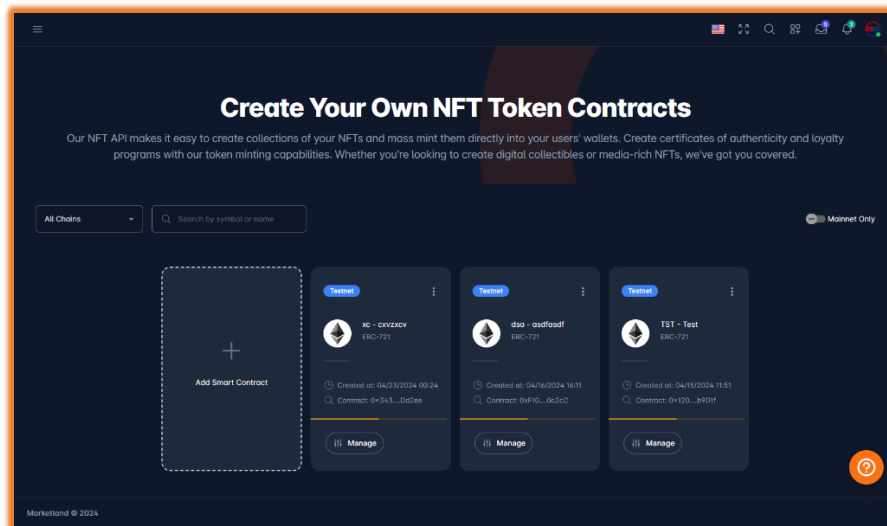 Create Your Own NFT Token Contracts
Our NFT API makes it easy to create collections of your NFTs and mass mint them directly into your users' wallets. Create certificates of authenticity and loyalty
programs with our token minting capabilities. Whether you're looking to create digital collectibles or media-rich NFTs, we've got you covered.
All Chains
Search by symbol or name
Mainnet Only
Add Smart Contract
Testnet
xc - cxvzxcv
ERC-721
Created at: 04/23/2024 00:24
Contract: 0x343....Dd2ee
Manage
Testnet
dsa - asdfasdf
ERC-721
Created at: 04/16/2024 16:11
Contract: 0xF10....0c2cC
Manage
Testnet
TST - Test
ERC-721
Created at: 04/15/2024 11:51
Contract: 0x120....b9D1f
Manage
Marketland © 2024